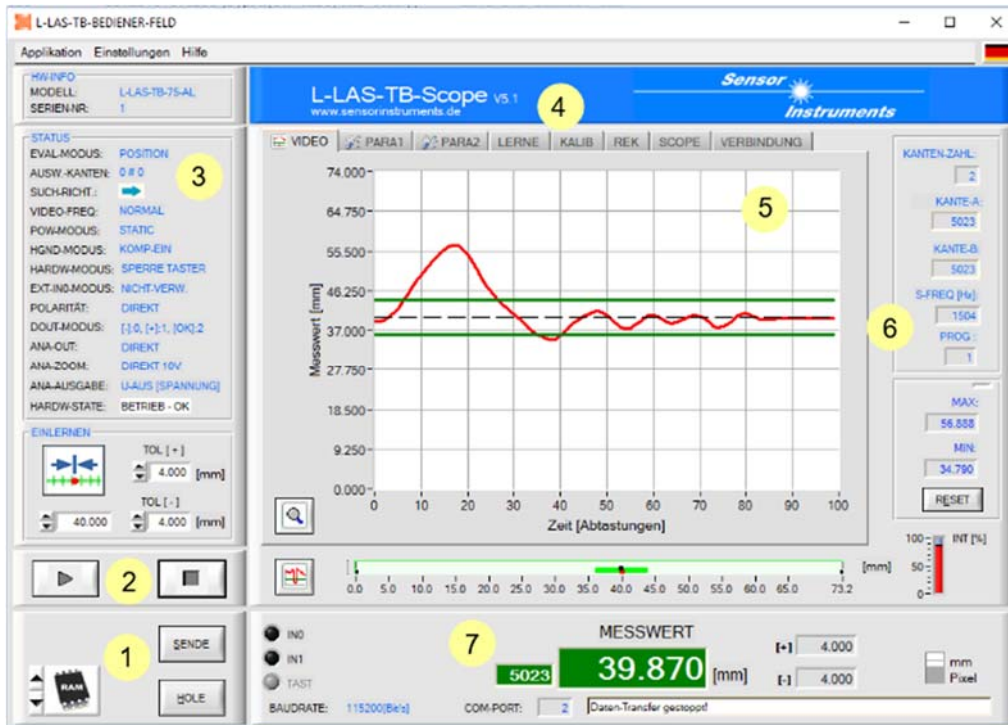 L-LAS-TB-BEDIENER-FELD
Applikation Einstellungen Hilfe
HW-INFO
MODELL: L-LAS-TB-75-AL
SERIEN-NR: 1
L-LAS-TB-Scope V5.1
www.sensorinstruments.de
4
Sensor
Instruments
STATUS
EVAL-MODUS: POSITION
AUSW.-KANTEN: 0 # 0
SUCH-RICHT.:
VIDEO-FREQ: NORMAL
POW-MODUS: STATIC
HGND-MODUS: KOMP-EIN
HARDW-MODUS: SPERRE TASTER
EXT-IN0-MODUS: NICHT-VERW.
POLARITÄT: DIREKT
DOUT-MODUS: [-]:0, [+]:1, [OK]:2
ANA-OUT: DIREKT
ANA-ZOOM: DIREKT 10V
ANA-AUSGABE: U-AUS [SPANNUNG]
HARDW-STATE: BETRIEB - OK
3
EINLERNEN
TOL [ + ]
4.000 [mm]
TOL [ - ]
40.000 4.000 [mm]
2
1
SENDE
RAM
HOLE
VIDEO PARA1 PARA2 LERNE KALIB REK SCOPE VERBINDUNG
74.000
64.750
55.500
46.250
37.000
27.750
18.500
9.250
0.000
Messwert [mm]
5
0 10 20 30 40 50 60 70 80 90 100
Zeit [Abtastungen]
0.0 5.0 10.0 15.0 20.0 25.0 30.0 35.0 40.0 45.0 50.0 55.0 60.0 65.0 73.2
[mm]
KANTEN-ZAHL:
2
KANTE-A:
5023
KANTE-B:
5023
S-FREQ [Hz]:
1504
PROG :
1
6
MAX:
56.888
MIN:
34.790
RESET
100 INT [%]
50
0
IN0
IN1
TAST
7
MESSWERT
5023 39.870 [mm]
[+] 4.000
[-] 4.000
mm
Pixel
BAUDRATE: 115200[Bit/s] COM-PORT: 2 Daten-Transfer gestoppt!